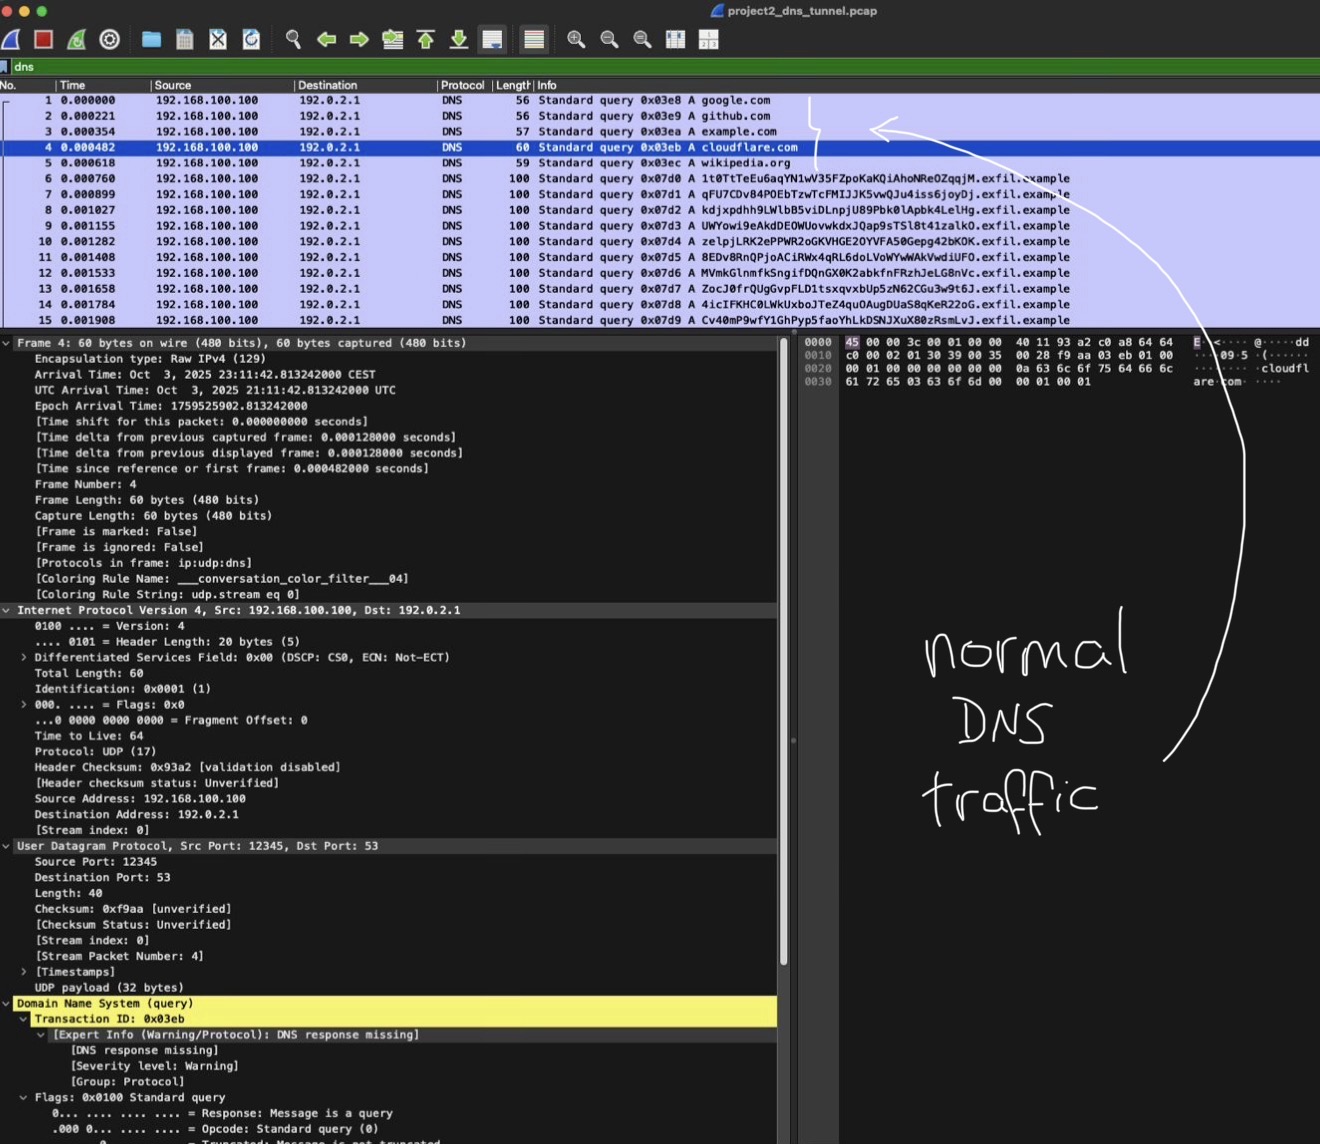 project2_dns_tunnel.pcap
dns
No. Time Source Destination Protocol Length Info
1 0.000000 192.168.100.100 192.0.2.1 DNS 56 Standard query 0x03e8 A google.com
2 0.000221 192.168.100.100 192.0.2.1 DNS 56 Standard query 0x03e9 A github.com
3 0.000354 192.168.100.100 192.0.2.1 DNS 57 Standard query 0x03ea A example.com
4 0.000482 192.168.100.100 192.0.2.1 DNS 60 Standard query 0x03eb A cloudflare.com
5 0.000618 192.168.100.100 192.0.2.1 DNS 59 Standard query 0x03ec A wikipedia.org
6 0.000760 192.168.100.100 192.0.2.1 DNS 100 Standard query 0x07d0 A 1t0TtTeEu6aqYN1wV35FZpoKaKQiAhoNReOZqqjM.exfil.example
7 0.000899 192.168.100.100 192.0.2.1 DNS 100 Standard query 0x07d1 A qFU7CDv84POEbTzwTcFMIJJK5vwQJu4iss6joyDj.exfil.example
8 0.001027 192.168.100.100 192.0.2.1 DNS 100 Standard query 0x07d2 A kdjxpdhh9LWlbB5viDLnpjU89Pbk0lApbk4LelHg.exfil.example
9 0.001155 192.168.100.100 192.0.2.1 DNS 100 Standard query 0x07d3 A UWYowi9eAkdDEOWUovwkdxJQap9sTSl8t41zalkO.exfil.example
10 0.001282 192.168.100.100 192.0.2.1 DNS 100 Standard query 0x07d4 A zelpjLRK2ePPWR2oGKVHGE2OYVFA50Gepg42bKOK.exfil.example
11 0.001408 192.168.100.100 192.0.2.1 DNS 100 Standard query 0x07d5 A 8EDv8RnQPjoACiRWx4qRL6doLVoWYwWAkVwdiUFO.exfil.example
12 0.001533 192.168.100.100 192.0.2.1 DNS 100 Standard query 0x07d6 A MVmkGlnmfkSngifDQnGX0K2abkfnFRzhJeLG8nVc.exfil.example
13 0.001658 192.168.100.100 192.0.2.1 DNS 100 Standard query 0x07d7 A ZocJ0frQUgGvpFLD1tsxqvxbUp5zN62CGu3w9t6J.exfil.example
14 0.001784 192.168.100.100 192.0.2.1 DNS 100 Standard query 0x07d8 A 4icIFKHC0LWkUxboJTeZ4quOAugDUaS8qKeR22oG.exfil.example
15 0.001908 192.168.100.100 192.0.2.1 DNS 100 Standard query 0x07d9 A Cv40mP9wfY1GhPyp5faoYhLkDSNJXuX80zRsmLvJ.exfil.example
Frame 4: 60 bytes on wire (480 bits), 60 bytes captured (480 bits)
Encapsulation type: Raw IPv4 (129)
Arrival Time: Oct 3, 2025 23:11:42.813242000 CEST
UTC Arrival Time: Oct 3, 2025 21:11:42.813242000 UTC
Epoch Arrival Time: 1759525902.813242000
[Time shift for this packet: 0.000000000 seconds]
[Time delta from previous captured frame: 0.000128000 seconds]
[Time delta from previous displayed frame: 0.000128000 seconds]
[Time since reference or first frame: 0.000482000 seconds]
Frame Number: 4
Frame Length: 60 bytes (480 bits)
Capture Length: 60 bytes (480 bits)
[Frame is marked: False]
[Frame is ignored: False]
[Protocols in frame: ip:udp:dns]
[Coloring Rule Name: ___conversation_color_filter___04]
[Coloring Rule String: udp.stream eq 0]
Internet Protocol Version 4, Src: 192.168.100.100, Dst: 192.0.2.1
0100 .... = Version: 4
.... 0101 = Header Length: 20 bytes (5)
Differentiated Services Field: 0x00 (DSCP: CS0, ECN: Not-ECT)
Total Length: 60
Identification: 0x0001 (1)
000. .... = Flags: 0x0
...0 0000 0000 0000 = Fragment Offset: 0
Time to Live: 64
Protocol: UDP (17)
Header Checksum: 0x93a2 [validation disabled]
[Header checksum status: Unverified]
Source Address: 192.168.100.100
Destination Address: 192.0.2.1
[Stream index: 0]
User Datagram Protocol, Src Port: 12345, Dst Port: 53
Source Port: 12345
Destination Port: 53
Length: 40
Checksum: 0xf9aa [unverified]
[Checksum Status: Unverified]
[Stream index: 0]
[Stream Packet Number: 4]
[Timestamps]
UDP payload (32 bytes)
Domain Name System (query)
Transaction ID: 0x03eb
[Expert Info (Warning/Protocol): DNS response missing]
[DNS response missing]
[Severity level: Warning]
[Group: Protocol]
Flags: 0x0100 Standard query
0... .... .... .... = Response: Message is a query
.000 0... .... .... = Opcode: Standard query (0)
0000 45 00 00 3c 00 01 00 00 40 11 93 a2 c0 a8 64 64 E··<····@·····dd
0010 c0 00 02 01 30 39 00 35 00 28 f9 aa 03 eb 01 00 ····09·5·(······
0020 00 01 00 00 00 00 00 00 0a 63 6c 6f 75 64 66 6c ·········cloudfl
0030 61 72 65 03 63 6f 6d 00 00 01 00 01 are·com·····
normal
DNS
traffic